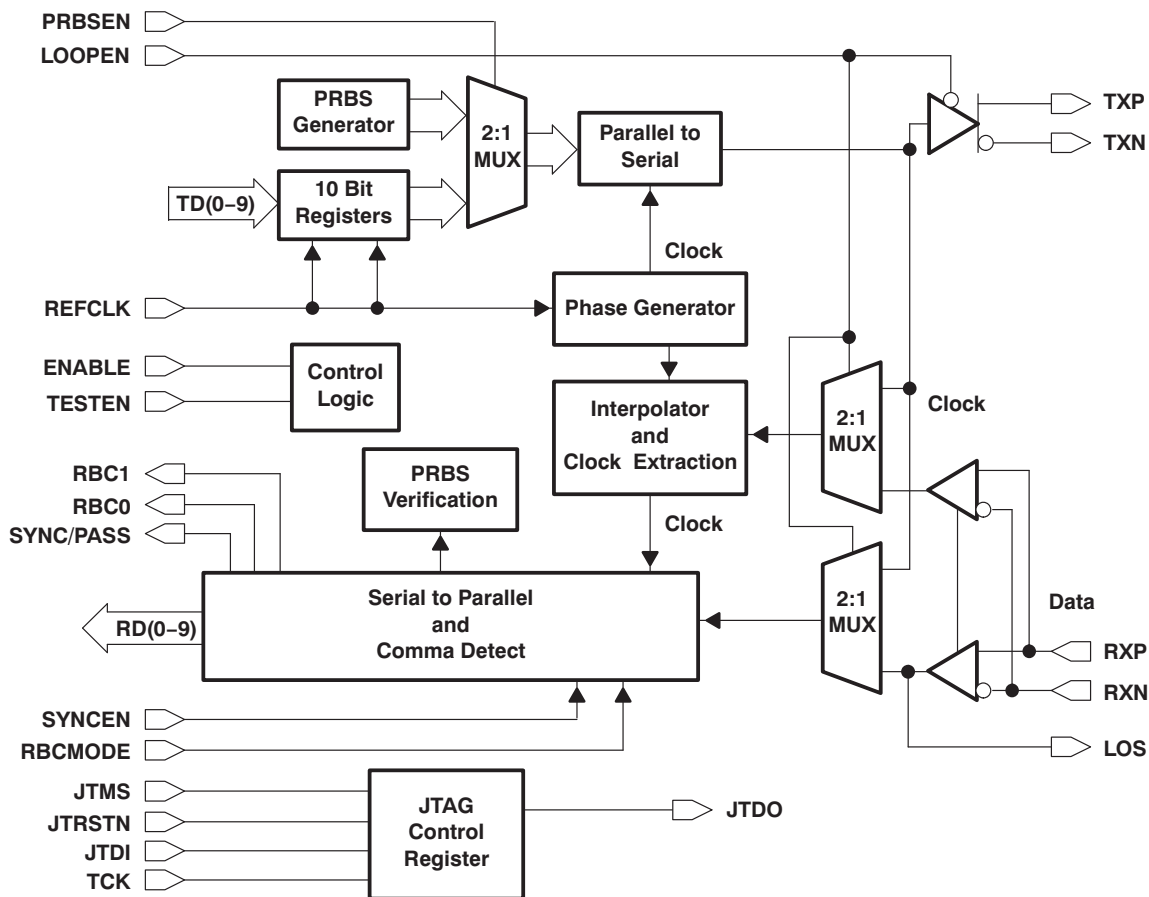 PRBSEN
LOOPEN
PRBS
Generator
2:1
MUX
Parallel to
Serial
TXP
TXN
TD(0−9)
10 Bit
Registers
Clock
REFCLK
Phase Generator
ENABLE
TESTEN
Control
Logic
Interpolator
and
Clock Extraction
2:1
MUX
Clock
RBC1
RBC0
SYNC/PASS
PRBS
Verification
Clock
Serial to Parallel
and
Comma Detect
RD(0−9)
2:1
MUX
Data
RXP
RXN
SYNCEN
RBCMODE
LOS
JTMS
JTRSTN
JTDI
TCK
JTAG
Control
Register
JTDO